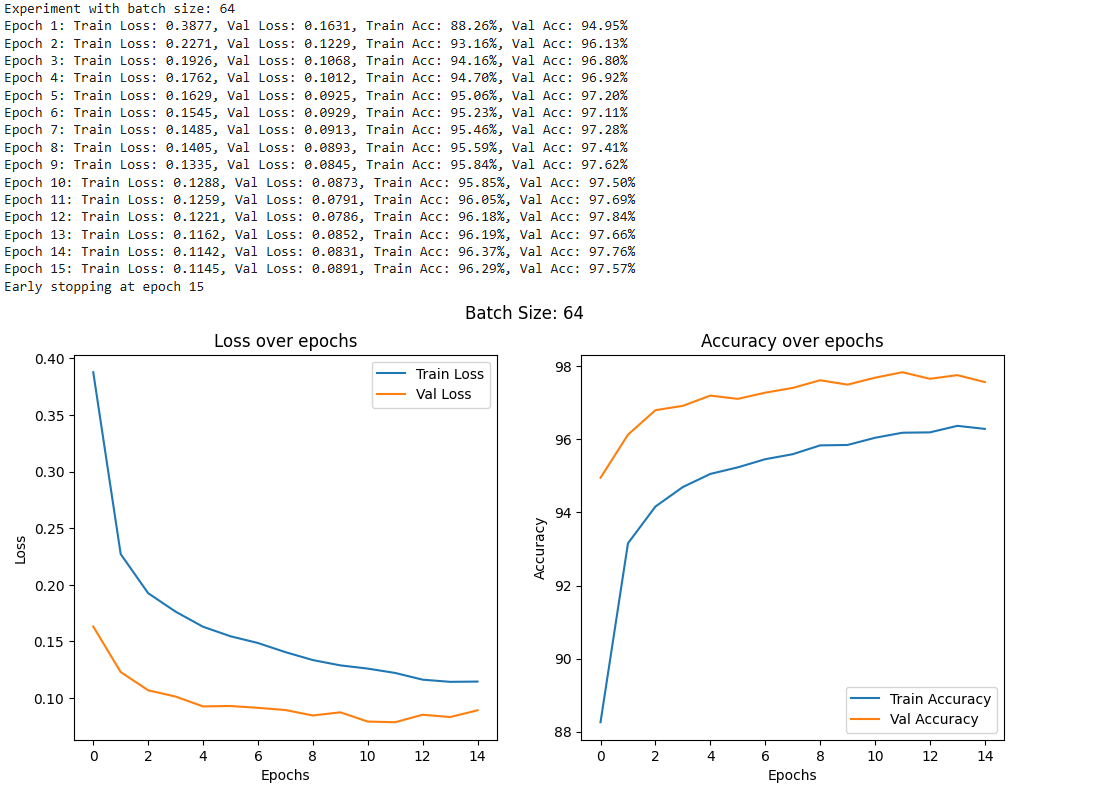 Experiment with batch size: 64
Epoch 1: Train Loss: 0.3877, Val Loss: 0.1631, Train Acc: 88.26%, Val Acc: 94.95%
Epoch 2: Train Loss: 0.2271, Val Loss: 0.1229, Train Acc: 93.16%, Val Acc: 96.13%
Epoch 3: Train Loss: 0.1926, Val Loss: 0.1068, Train Acc: 94.16%, Val Acc: 96.80%
Epoch 4: Train Loss: 0.1762, Val Loss: 0.1012, Train Acc: 94.70%, Val Acc: 96.92%
Epoch 5: Train Loss: 0.1629, Val Loss: 0.0925, Train Acc: 95.06%, Val Acc: 97.20%
Epoch 6: Train Loss: 0.1545, Val Loss: 0.0929, Train Acc: 95.23%, Val Acc: 97.11%
Epoch 7: Train Loss: 0.1485, Val Loss: 0.0913, Train Acc: 95.46%, Val Acc: 97.28%
Epoch 8: Train Loss: 0.1405, Val Loss: 0.0893, Train Acc: 95.59%, Val Acc: 97.41%
Epoch 9: Train Loss: 0.1335, Val Loss: 0.0845, Train Acc: 95.84%, Val Acc: 97.62%
Epoch 10: Train Loss: 0.1288, Val Loss: 0.0873, Train Acc: 95.85%, Val Acc: 97.50%
Epoch 11: Train Loss: 0.1259, Val Loss: 0.0791, Train Acc: 96.05%, Val Acc: 97.69%
Epoch 12: Train Loss: 0.1221, Val Loss: 0.0786, Train Acc: 96.18%, Val Acc: 97.84%
Epoch 13: Train Loss: 0.1162, Val Loss: 0.0852, Train Acc: 96.19%, Val Acc: 97.66%
Epoch 14: Train Loss: 0.1142, Val Loss: 0.0831, Train Acc: 96.37%, Val Acc: 97.76%
Epoch 15: Train Loss: 0.1145, Val Loss: 0.0891, Train Acc: 96.29%, Val Acc: 97.57%
Early stopping at epoch 15
Batch Size: 64
Loss over epochs
0.40
0.35
0.30
0.25
0.20
0.15
0.10
Loss
Train Loss
Val Loss
0 2 4 6 8 10 12 14
Epochs
Accuracy over epochs
98
96
94
92
90
88
Accuracy
Train Accuracy
Val Accuracy
0 2 4 6 8 10 12 14
Epochs